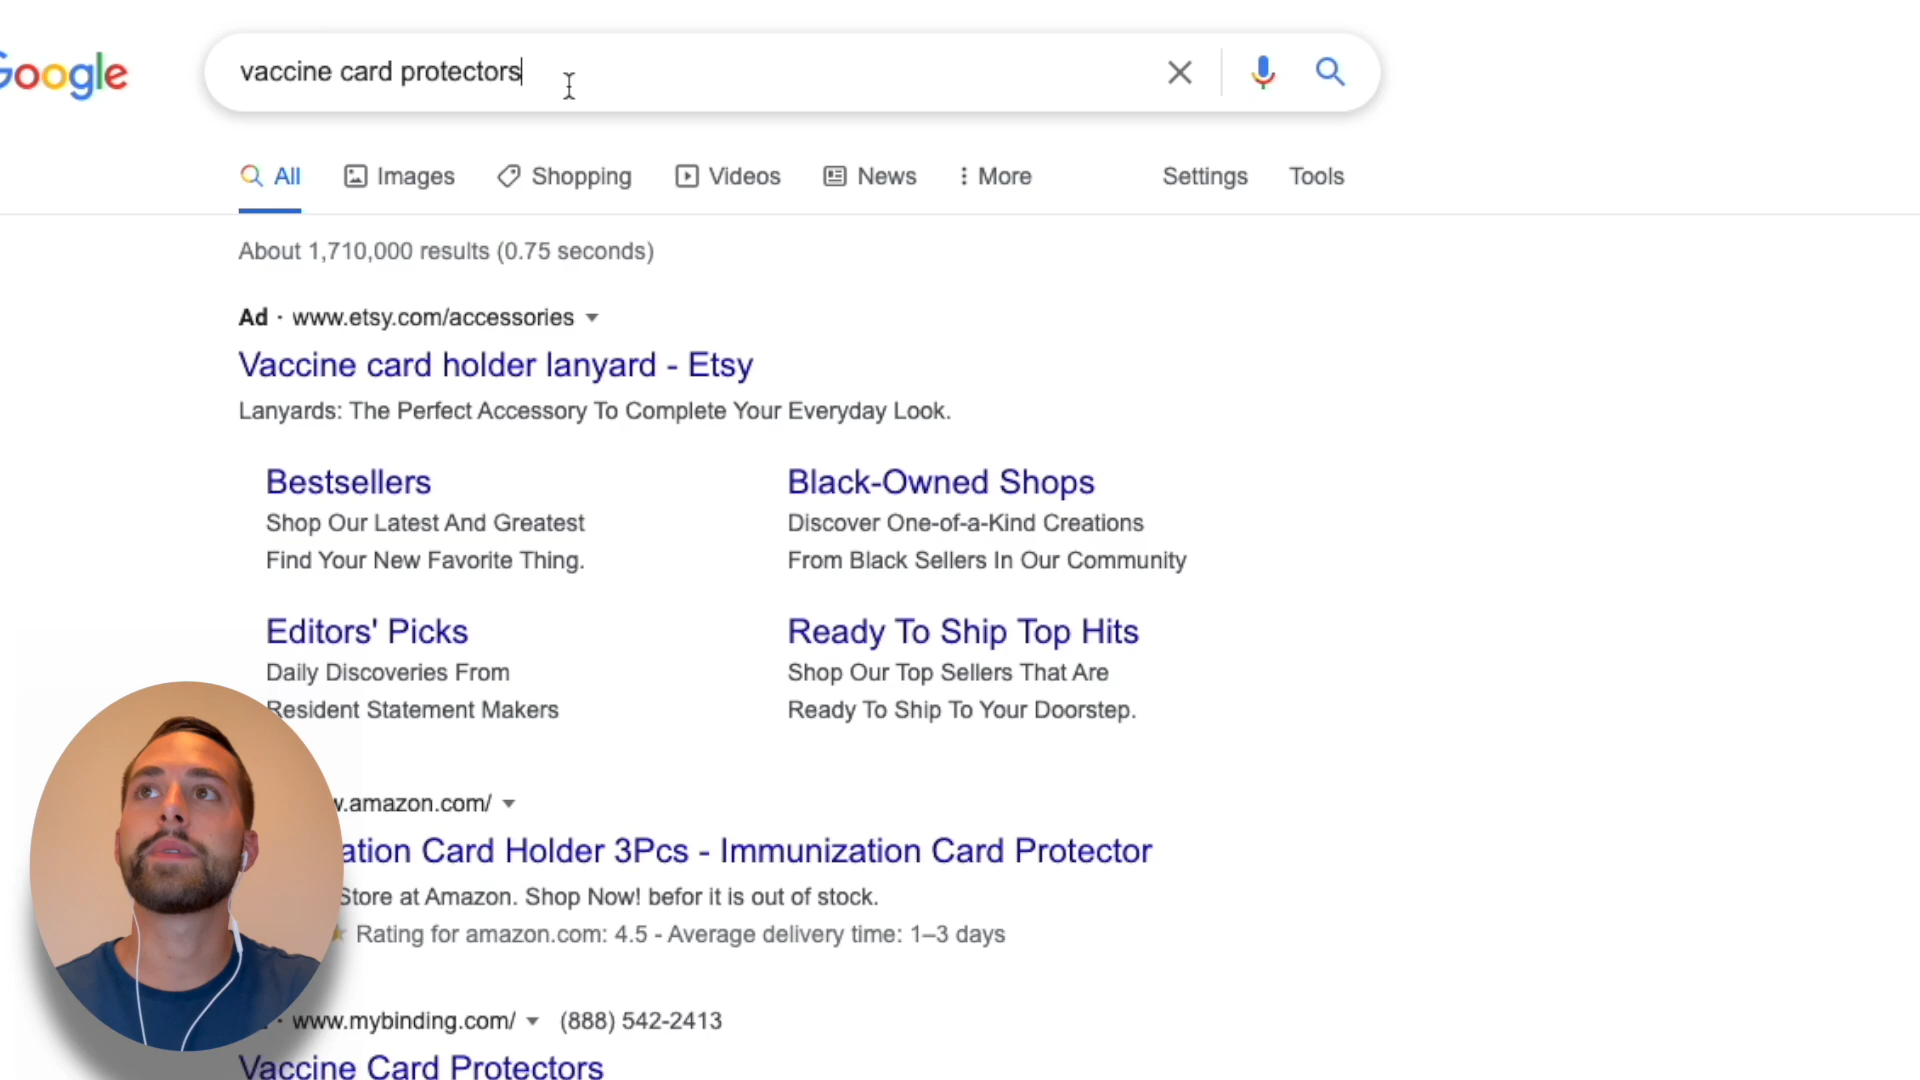 Google
vaccine card protectors
All Images Shopping Videos News More Settings Tools
About 1,710,000 results (0.75 seconds)
Ad · www.etsy.com/accessories
Vaccine card holder lanyard - Etsy
Lanyards: The Perfect Accessory To Complete Your Everyday Look.
Bestsellers
Shop Our Latest And Greatest
Find Your New Favorite Thing.
Black-Owned Shops
Discover One-of-a-Kind Creations
From Black Sellers In Our Community
Editors' Picks
Daily Discoveries From
Resident Statement Makers
Ready To Ship Top Hits
Shop Our Top Sellers That Are
Ready To Ship To Your Doorstep.
.amazon.com/
ation Card Holder 3Pcs - Immunization Card Protector
Store at Amazon. Shop Now! befor it is out of stock.
Rating for amazon.com: 4.5 - Average delivery time: 1–3 days
· www.mybinding.com/ (888) 542-2413
Vaccine Card Protectors